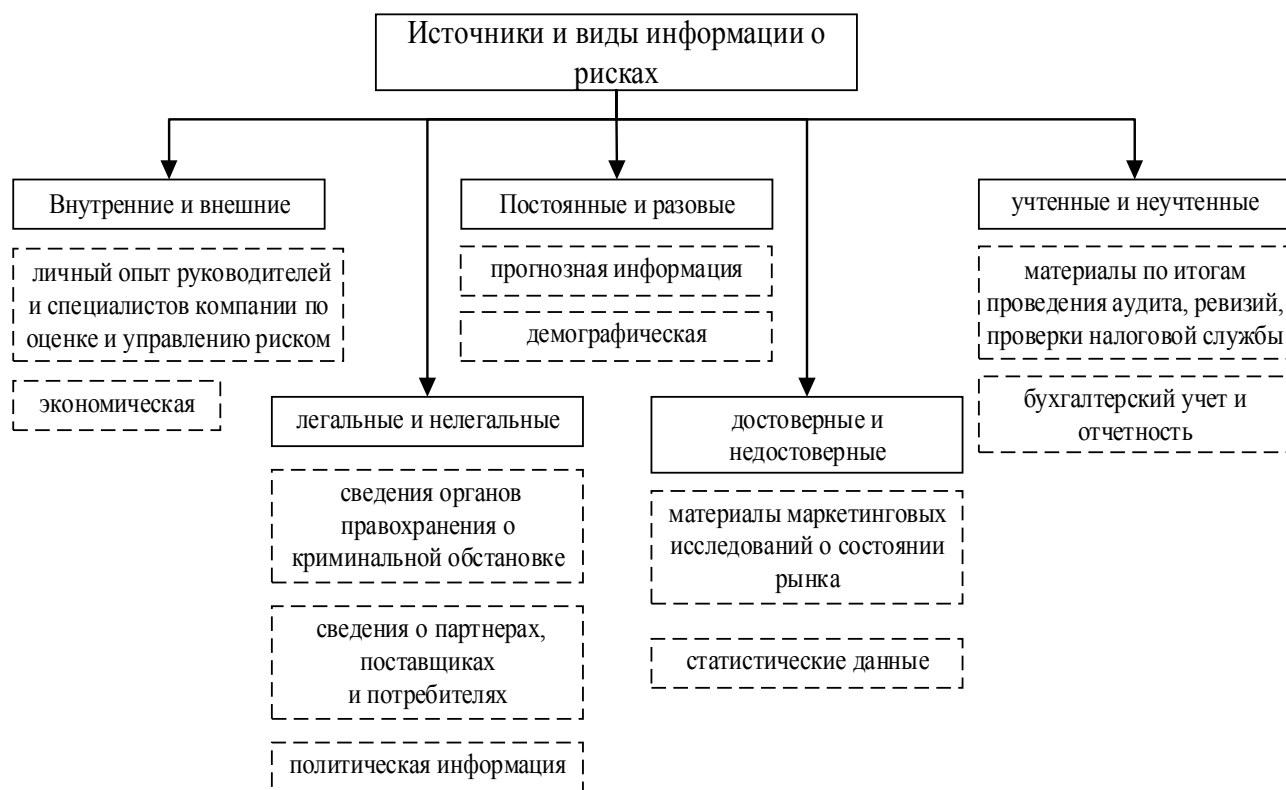 Источники и виды информации о
рисках
Внутренние и внешние
личный опыт руководителей
и специалистов компании по
оценке и управлению риском
экономическая
легальные и нелегальные
сведения органов
правохранения о
криминальной обстановке
сведения о партнерах,
поставщиках
и потребителях
политическая информация
Постоянные и разовые
прогнозная информация
демографическая
достоверные и
недостоверные
материалы маркетинговых
исследований о состоянии
рынка
статистические данные
учтенные и неучтенные
материалы по итогам
проведения аудита, ревизий,
проверки налоговой службы
бухгалтерский учет и
отчетность